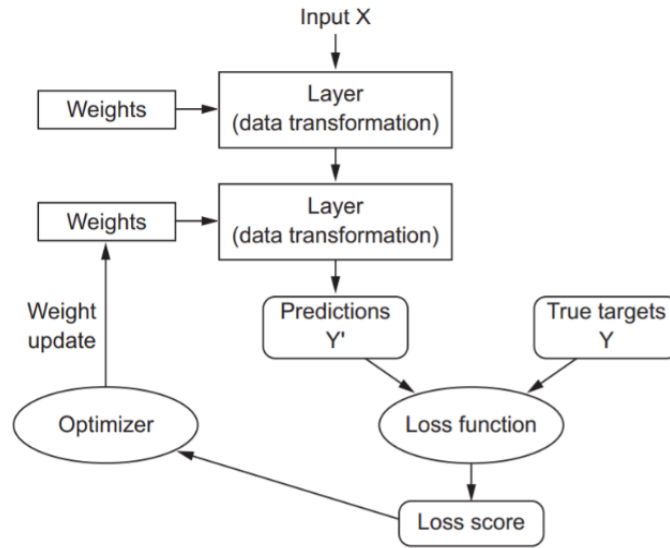 Input X
Weights
Layer
(data transformation)
Weights
Layer
(data transformation)
Weight
update
Predictions
Y'
True targets
Y
Optimizer
Loss function
Loss score